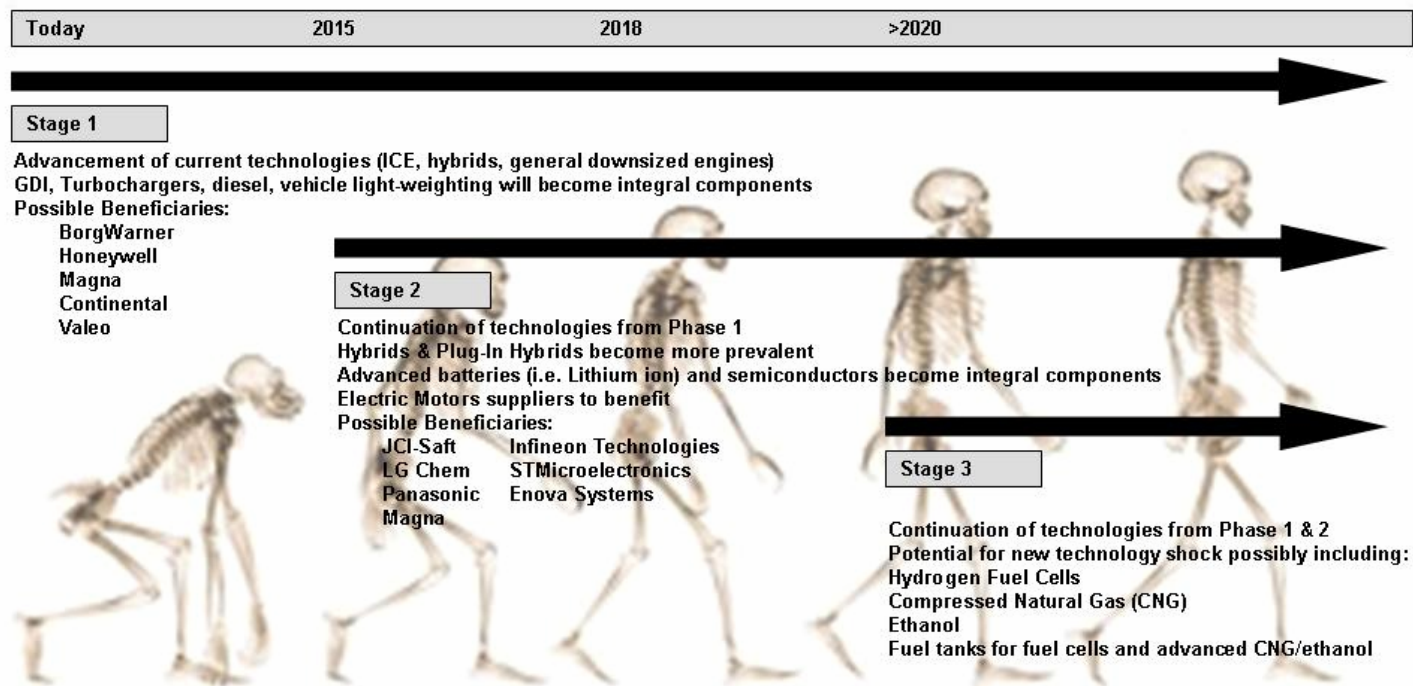 Today 2015 2018 >2020
Stage 1
Advancement of current technologies (ICE, hybrids, general downsized engines)
GDI, Turbochargers, diesel, vehicle light-weighting will become integral components
Possible Beneficiaries:
BorgWarner
Honeywell
Magna
Continental
Valeo
Stage 2
Continuation of technologies from Phase 1
Hybrids & Plug-In Hybrids become more prevalent
Advanced batteries (i.e. Lithium ion) and semiconductors become integral components
Electric Motors suppliers to benefit
Possible Beneficiaries:
JCI-Saft Infineon Technologies
LG Chem STMicroelectronics
Panasonic Enova Systems
Magna
Stage 3
Continuation of technologies from Phase 1 & 2
Potential for new technology shock possibly including:
Hydrogen Fuel Cells
Compressed Natural Gas (CNG)
Ethanol
Fuel tanks for fuel cells and advanced CNG/ethanol